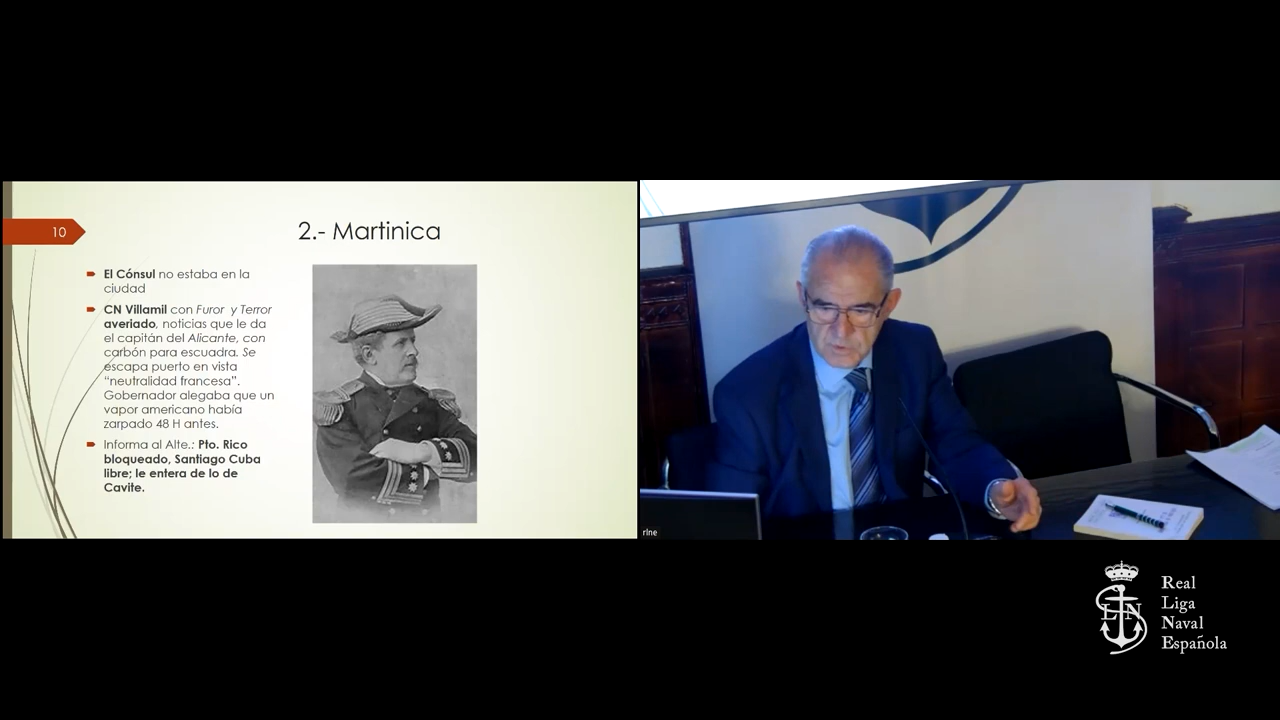 10
2.- Martinica
El Cónsul no estaba en la
ciudad
CN Villamil con Furor y Terror
averiado, noticias que le da
el capitán del Alicante, con
carbón para escuadra. Se
escapa puerto en vista
“neutralidad francesa”.
Gobernador alegaba que un
vapor americano había
zarpado 48 H antes.
Informa al Alte.: Pto. Rico
bloqueado, Santiago Cuba
libre; le entera de lo de
Cavite.
rine
LN
Real
Liga
Naval
Española